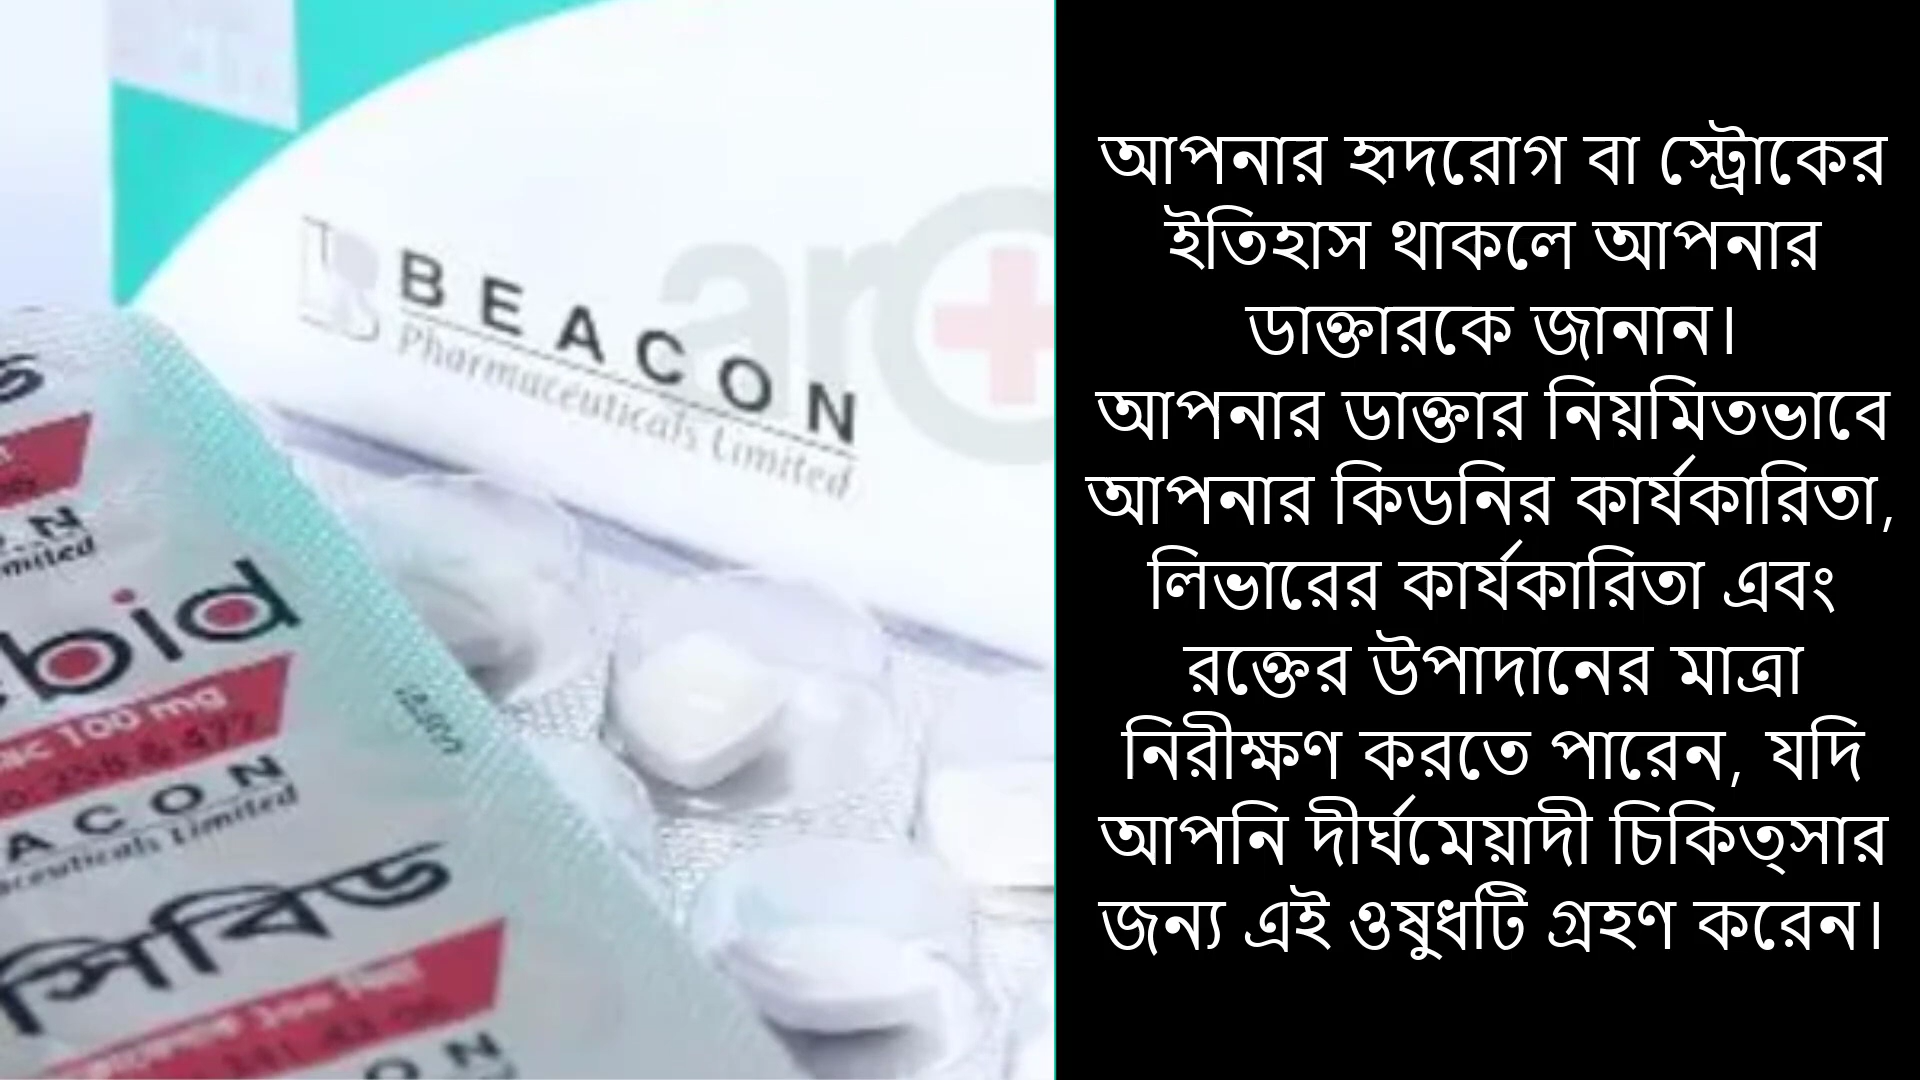 BEACON
Pharmaceuticals Limited
aro
bid
100 mg
ACON
ceuticals Limited
সিবিড
আপনার হৃদরোগ বা স্ট্রোকের
ইতিহাস থাকলে আপনার
ডাক্তারকে জানান।
আপনার ডাক্তার নিয়মিতভাবে
আপনার কিডনির কার্যকারিতা,
লিভারের কার্যকারিতা এবং
রক্তের উপাদানের মাত্রা
নিরীক্ষণ করতে পারেন, যদি
আপনি দীর্ঘমেয়াদী চিকিত্সার
জন্য এই ওষুধটি গ্রহণ করেন।